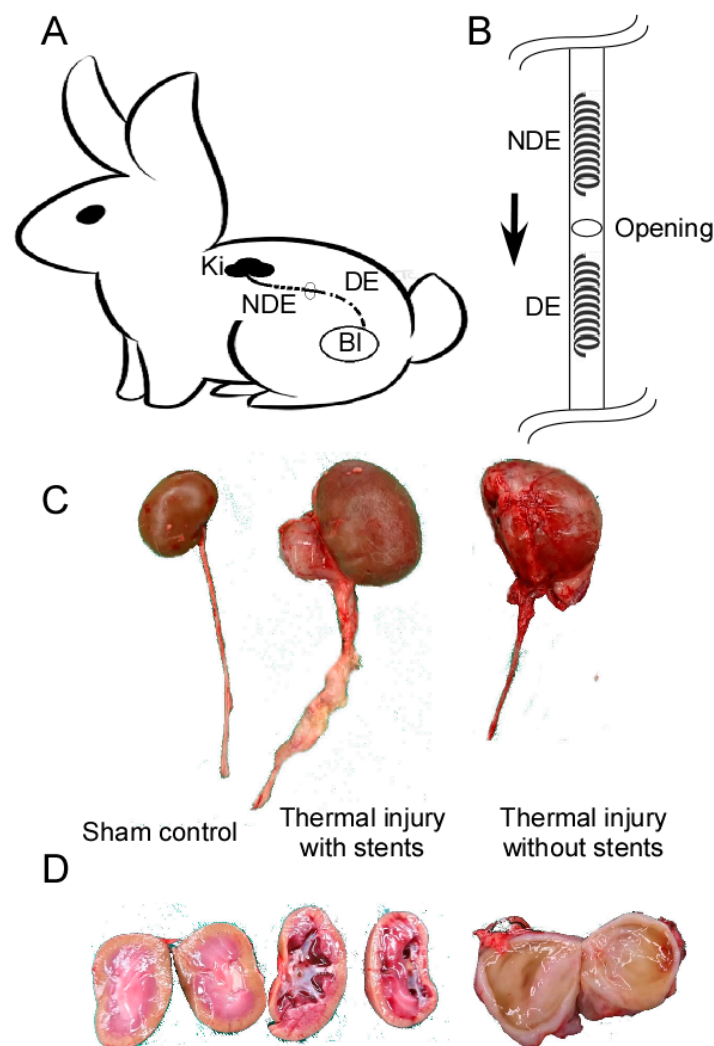 A
B
NDE
Opening
Ki
DE
NDE
DE
Bl
C
Sham control
Thermal injury
with stents
Thermal injury
without stents
D